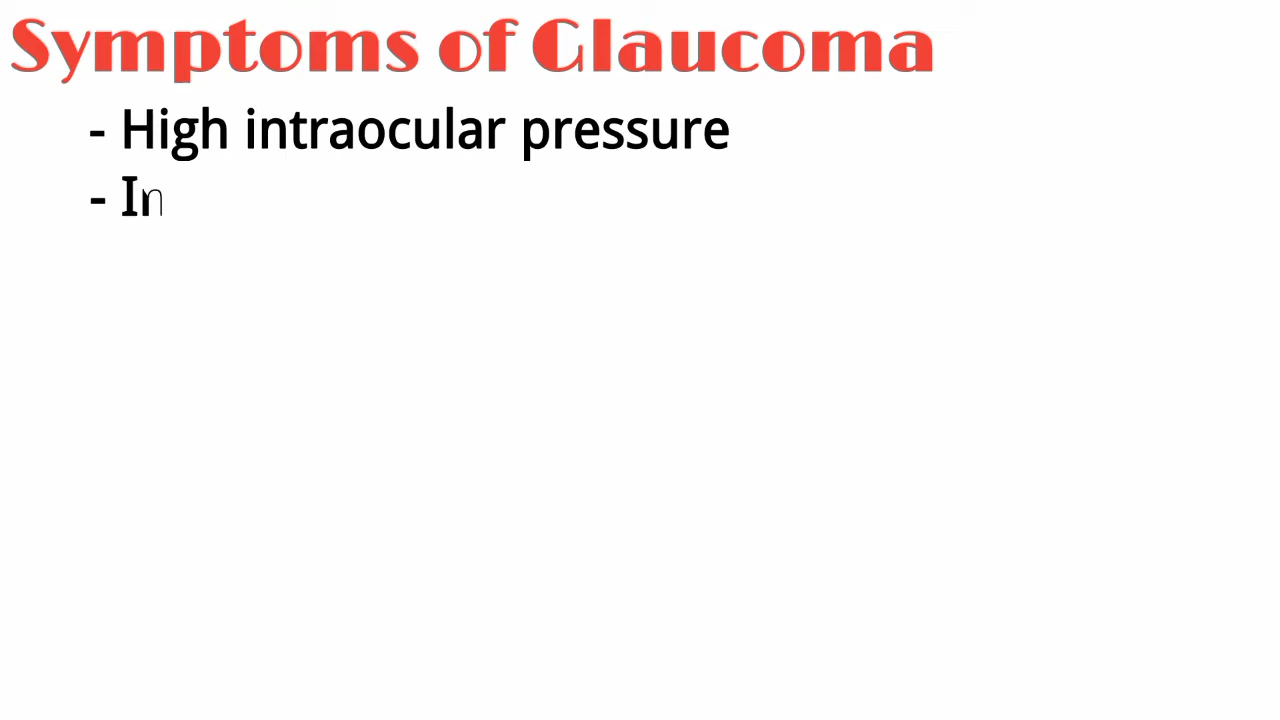 Symptoms of Glaucoma
- High intraocular pressure
- In